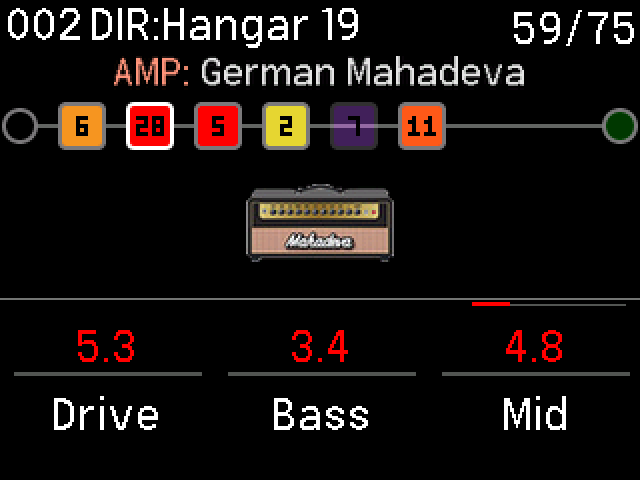 002 DIR:Hangar 19 59/75
AMP: German Mahadeva
6 28 5 2 7 11
Mahadeva
5.3 3.4 4.8
Drive Bass Mid